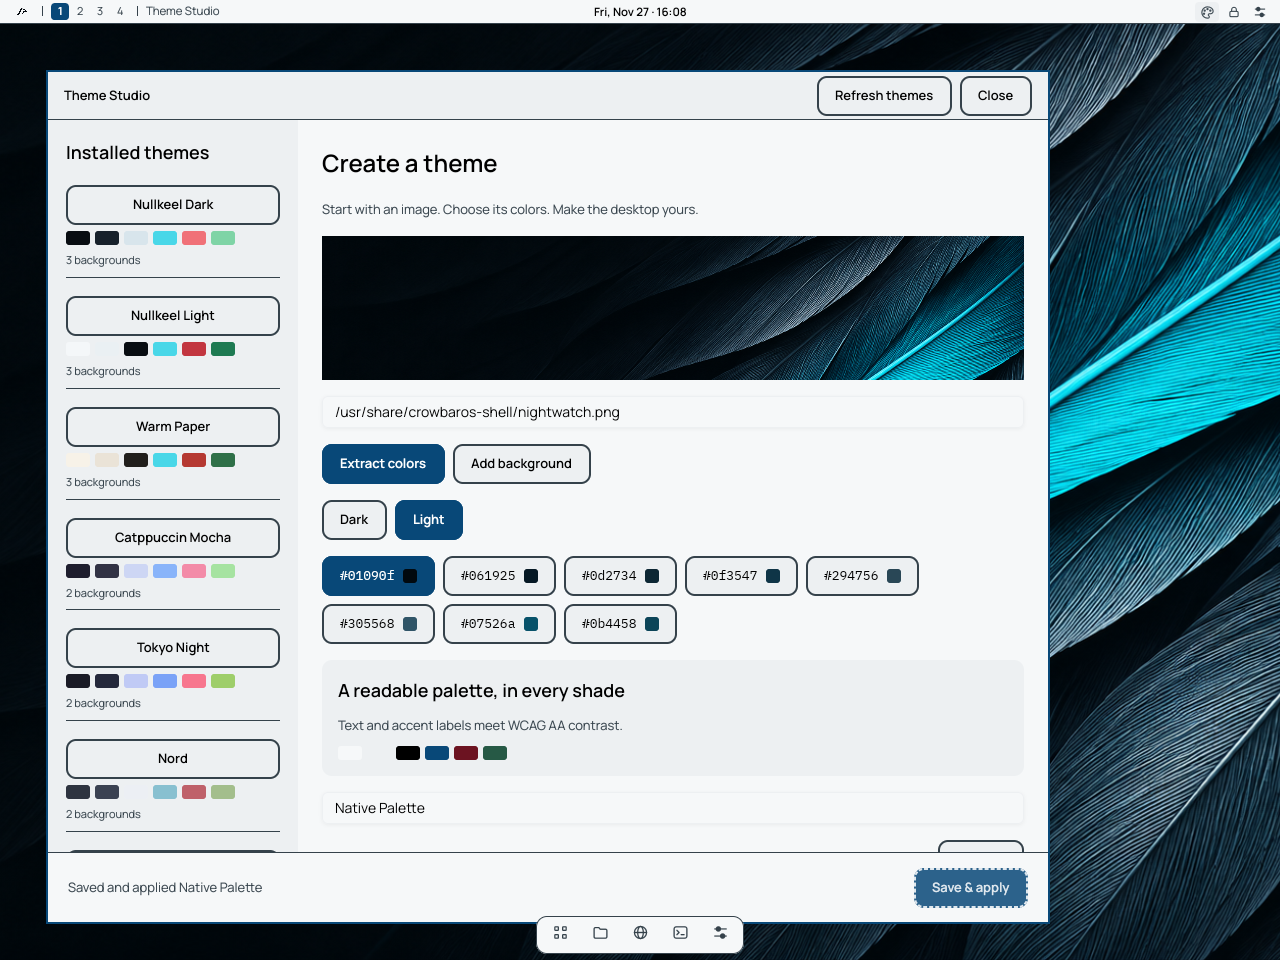 1 2 3 4 Theme Studio
Fri, Nov 27 · 16:08
Theme Studio
Refresh themes
Close
Installed themes
Nullkeel Dark
3 backgrounds
Nullkeel Light
3 backgrounds
Warm Paper
3 backgrounds
Catppuccin Mocha
2 backgrounds
Tokyo Night
2 backgrounds
Nord
2 backgrounds
Create a theme
Start with an image. Choose its colors. Make the desktop yours.
/usr/share/crowbaros-shell/nightwatch.png
Extract colors
Add background
Dark
Light
#01090f
#061925
#0d2734
#0f3547
#294756
#305568
#07526a
#0b4458
A readable palette, in every shade
Text and accent labels meet WCAG AA contrast.
Native Palette
Saved and applied Native Palette
Save & apply